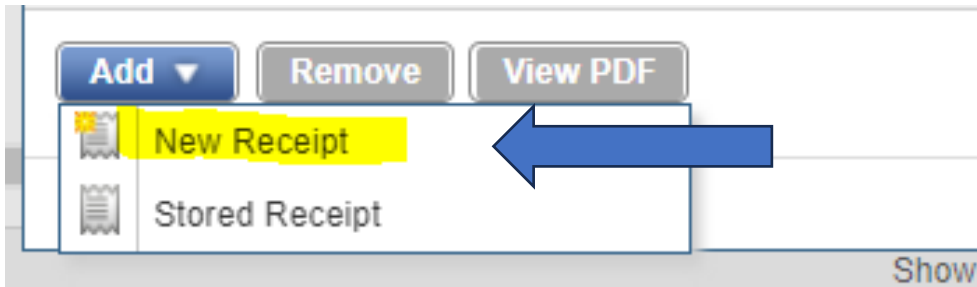 Add Remove View PDF
New Receipt
Stored Receipt
Show